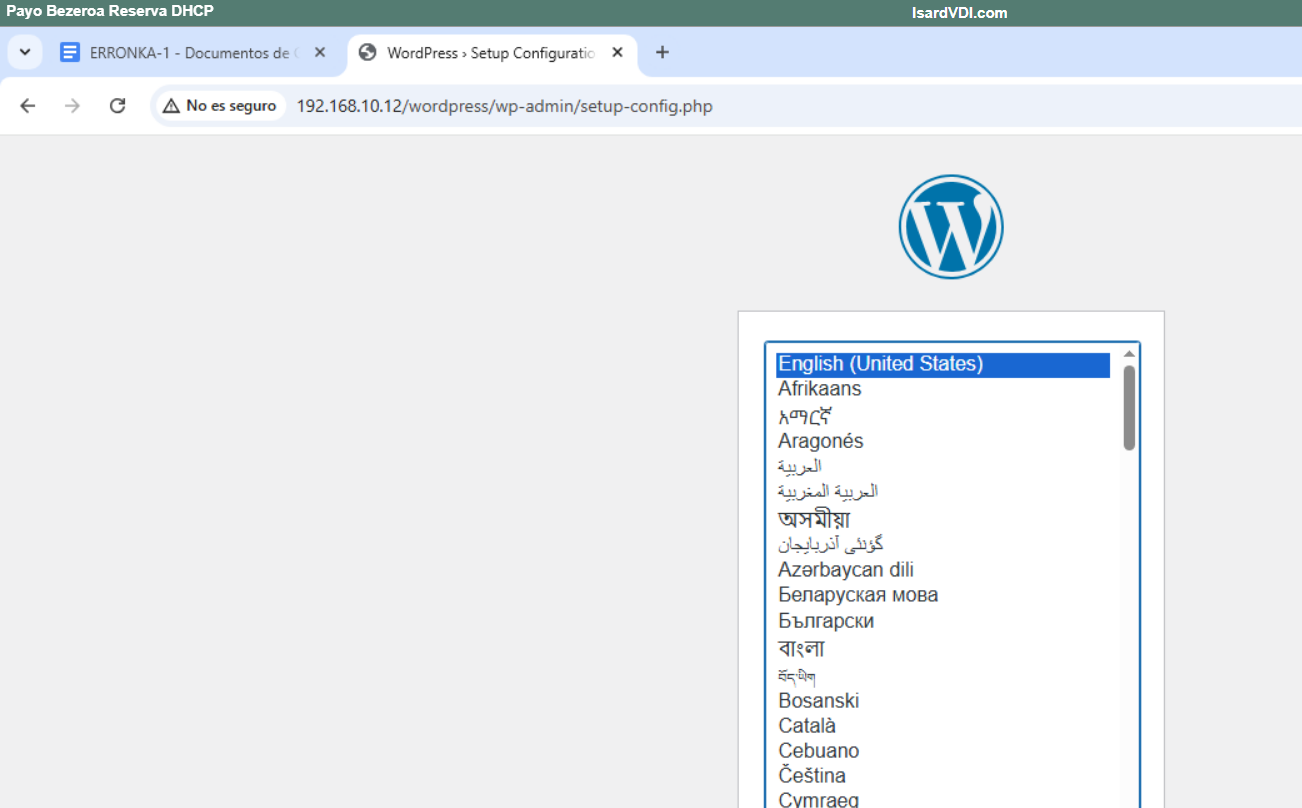 Payo Bezeroa Reserva DHCP
IsardVDI.com
ERRONKA-1 - Documentos de
WordPress › Setup Configuratio
No es seguro
192.168.10.12/wordpress/wp-admin/setup-config.php
English (United States)
Afrikaans
አማርኛ
Aragonés
العربية
العربية المغربية
অসমীয়া
گؤنئی آذربایجان
Azərbaycan dili
Беларуская мова
Български
বাংলা
བོད་ཡིག
Bosanski
Català
Cebuano
Čeština
Cymraeg